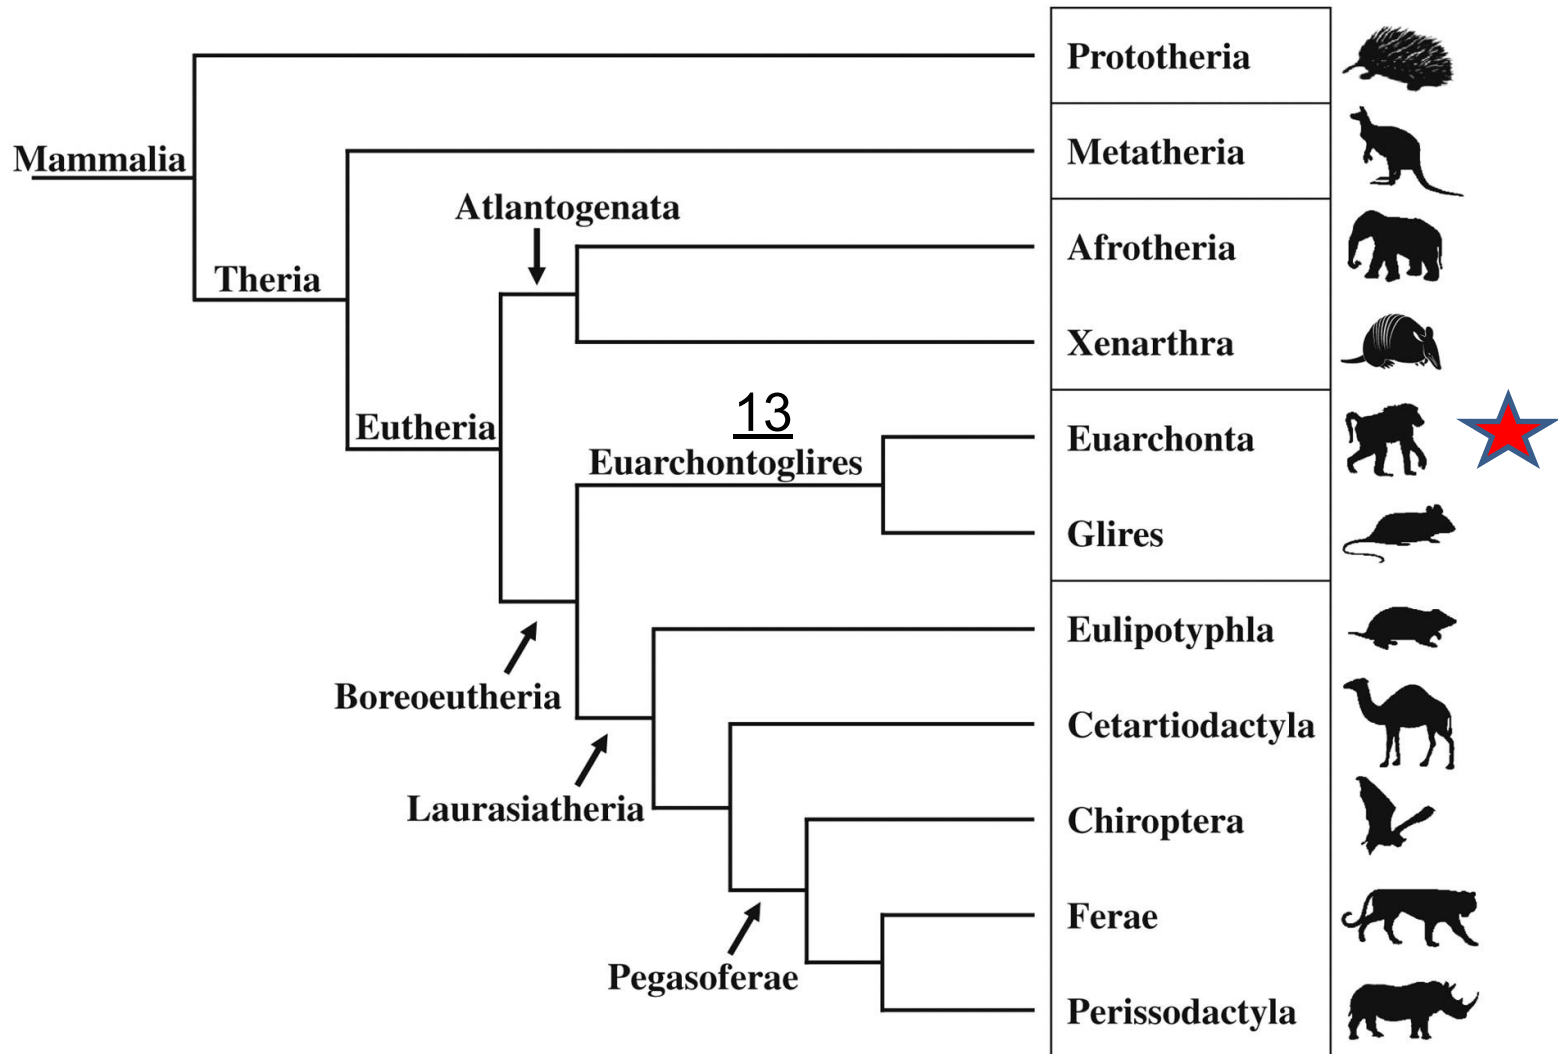 Prototheria
Mammalia
Metatheria
Atlantogenata
Afrotheria
Theria
Xenarthra
13
Eutheria
Euarchonta
Euarchontoglires
Glires
Eulipotyphla
Boreoeutheria
Cetartiodactyla
Laurasiatheria
Chiroptera
Ferae
Pegasoferae
Perissodactyla